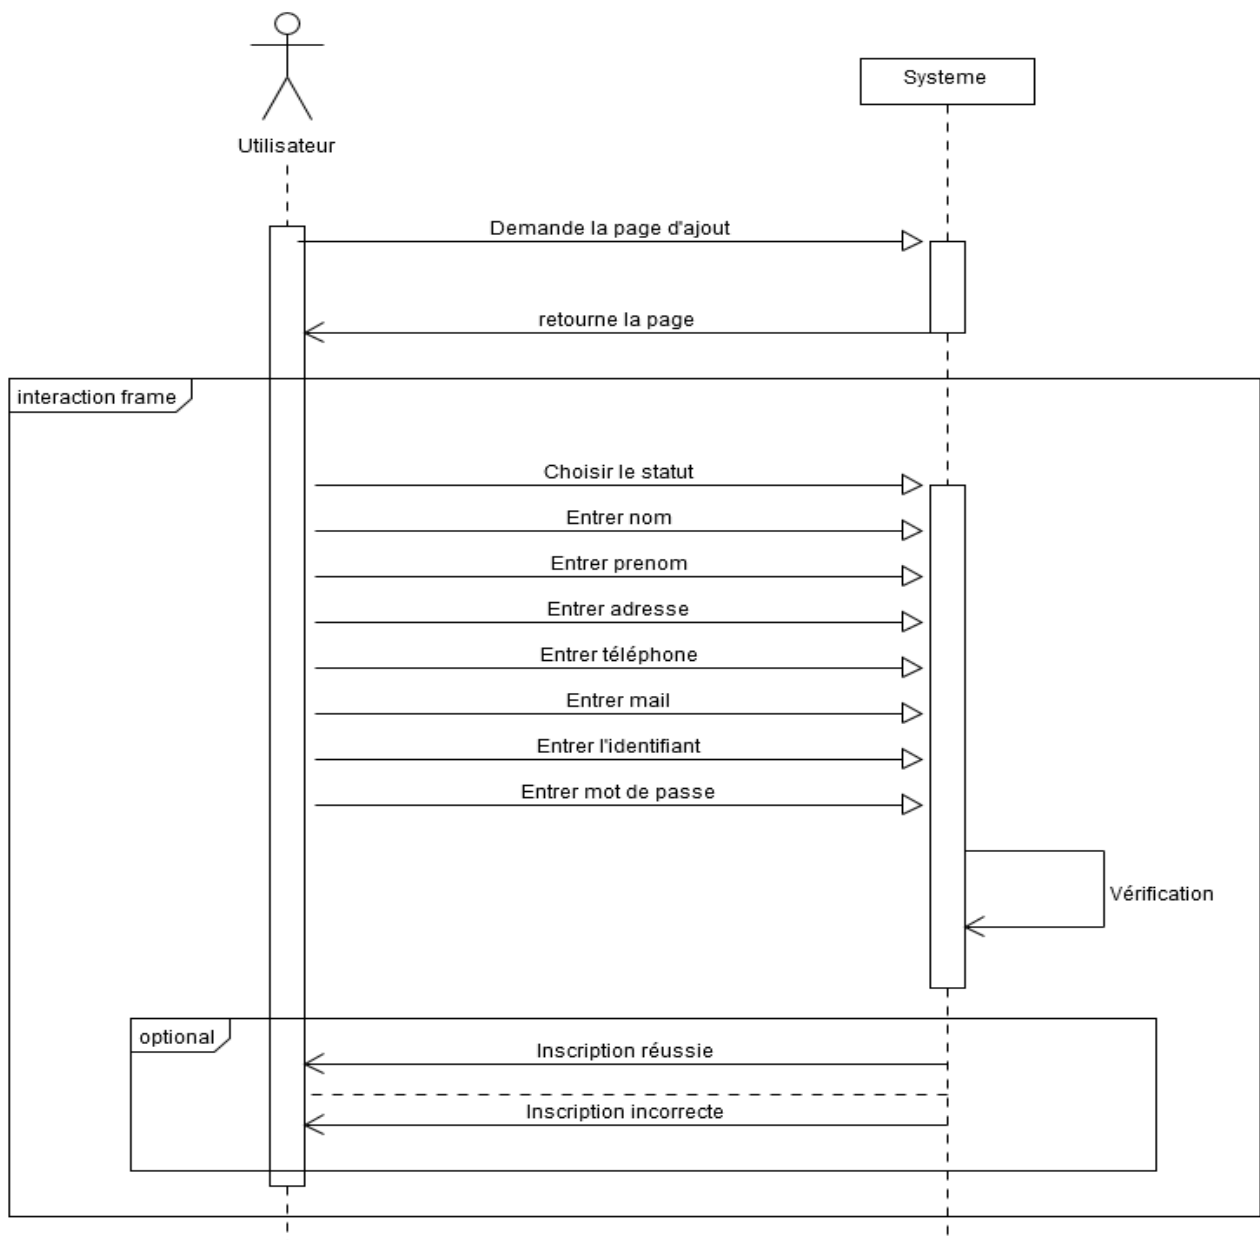 Systeme
Utilisateur
Demande la page d'ajout
retourne la page
interaction frame
Choisir le statut
Entrer nom
Entrer prenom
Entrer adresse
Entrer téléphone
Entrer mail
Entrer l'identifiant
Entrer mot de passe
Vérification
optional
Inscription réussie
Inscription incorrecte